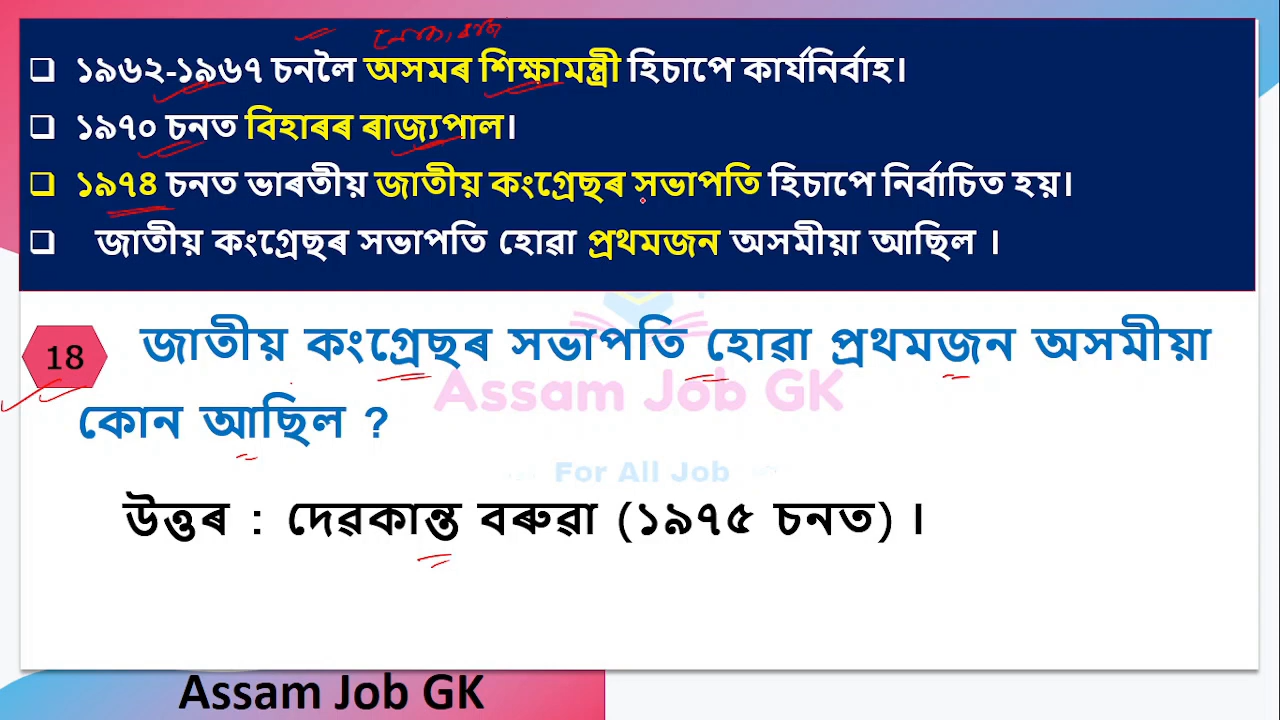 ১৯৬২-১৯৬৭ চনলৈ অসমৰ শিক্ষামন্ত্ৰী হিচাপে কাৰ্যনিৰ্বাহ।
১৯৭০ চনত বিহাৰৰ ৰাজ্যপাল।
১৯৭৪ চনত ভাৰতীয় জাতীয় কংগ্ৰেছৰ সভাপতি হিচাপে নিৰ্বাচিত হয়।
জাতীয় কংগ্ৰেছৰ সভাপতি হোৱা প্ৰথমজন অসমীয়া আছিল ।
18 জাতীয় কংগ্ৰেছৰ সভাপতি হোৱা প্ৰথমজন অসমীয়া
কোন আছিল ?
Assam Job GK
For All Job
উত্তৰ : দেৱকান্ত বৰুৱা (১৯৭৫ চনত) ।
Assam Job GK